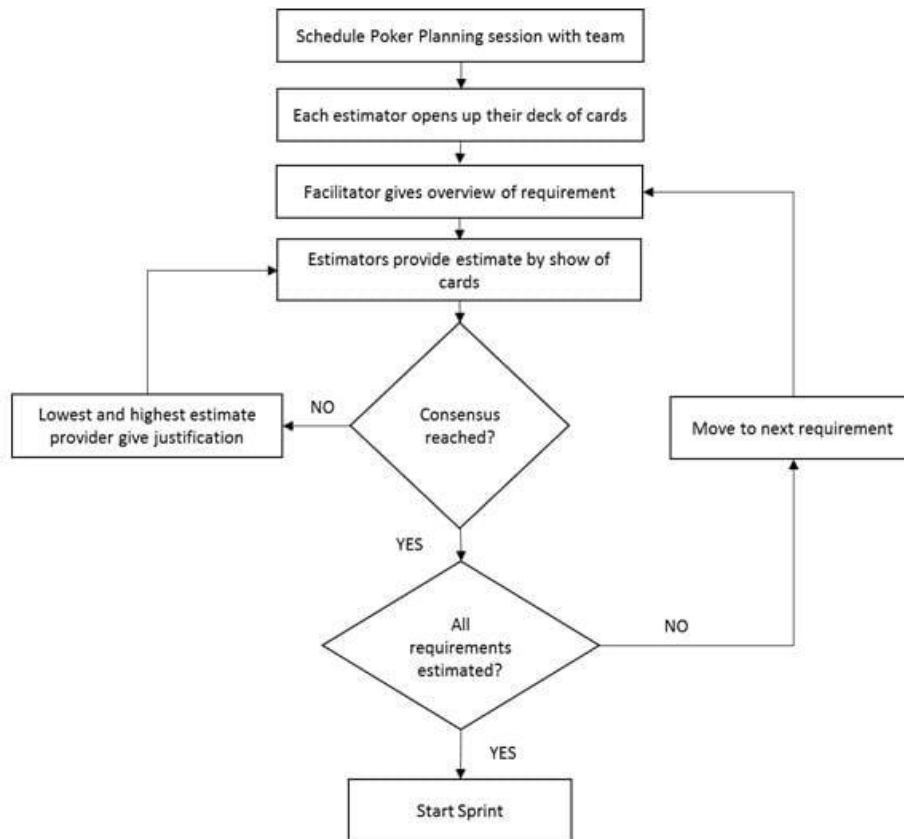 Schedule Poker Planning session with team
Each estimator opens up their deck of cards
Facilitator gives overview of requirement
Estimators provide estimate by show of
cards
Lowest and highest estimate
provider give justification
NO
Consensus
reached?
Move to next requirement
YES
All
requirements
estimated?
NO
YES
Start Sprint